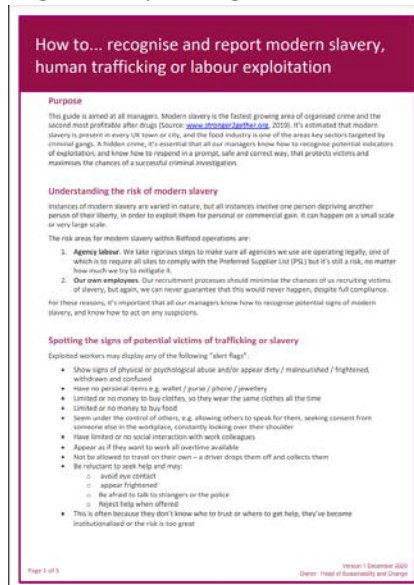 How to... recognise and report modern slavery,
human trafficking or labour exploitation
Purpose
This guide is aimed at all managers. Modern slavery is the fastest growing area of organised crime and the
second most profitable after drugs (Source: www.stronger2gether.org, 2019). It's estimated that modern
slavery is present in every UK town or city, and the food industry is one of the areas key sectors targeted by
criminal gangs. A hidden crime, it's essential that all our managers know how to recognise potential indicators
of exploitation, and know how to respond in a prompt, safe and correct way, that protects victims and
maximises the chances of a successful criminal investigation.
Understanding the risk of modern slavery
Instances of modern slavery are varied in nature, but all instances involve one person depriving another
person of their liberty, in order to exploit them for personal or commercial gain. It can happen on a small scale
or very large scale.
The risk areas for modern slavery within Bidfood operations are:
1. Agency labour. We take rigorous steps to make sure all agencies we use are operating legally, one of
which is to require all sites to comply with the Preferred Supplier List (PSL) but it's still a risk, no matter
how much we try to mitigate it.
2. Our own employees. Our recruitment processes should minimise the chances of us recruiting victims
of slavery, but again, we can never guarantee that this would never happen, despite full compliance.
For these reasons, it's important that all our managers know how to recognise potential signs of modern
slavery, and know how to act on any suspicions.
Spotting the signs of potential victims of trafficking or slavery
Exploited workers may display any of the following "alert flags":
• Show signs of physical or psychological abuse and/or appear dirty / malnourished / frightened,
withdrawn and confused
• Have no personal items e.g. wallet / purse / phone / jewellery
• Limited or no money to buy clothes, so they wear the same clothes all the time
• Limited or no money to buy food
• Seem under the control of others, e.g. allowing others to speak for them, seeking consent from
someone else in the workplace, constantly looking over their shoulder
• Have limited or no social interaction with work colleagues
• Appear as if they want to work all overtime available
• Not be allowed to travel on their own – a driver drops them off and collects them
• Be reluctant to seek help and may:
o avoid eye contact
o appear frightened
o Be afraid to talk to strangers or the police
o Reject help when offered
• This is often because they don't know who to trust or where to get help, they've become
institutionalised or the risk is too great
Page 1 of 5
Version 1 December 2020
Owner: Head of Sustainability and Change